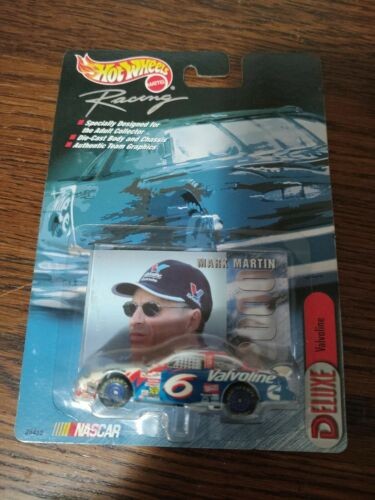 Hot Wheels
MATTEL
Racing
Specially Designed for
the Adult Collector
Die-Cast Body and Chassis
Authentic Team Graphics
MARK MARTIN
2000
6
Valvoline
DELUXE
Valvoline
NASCAR